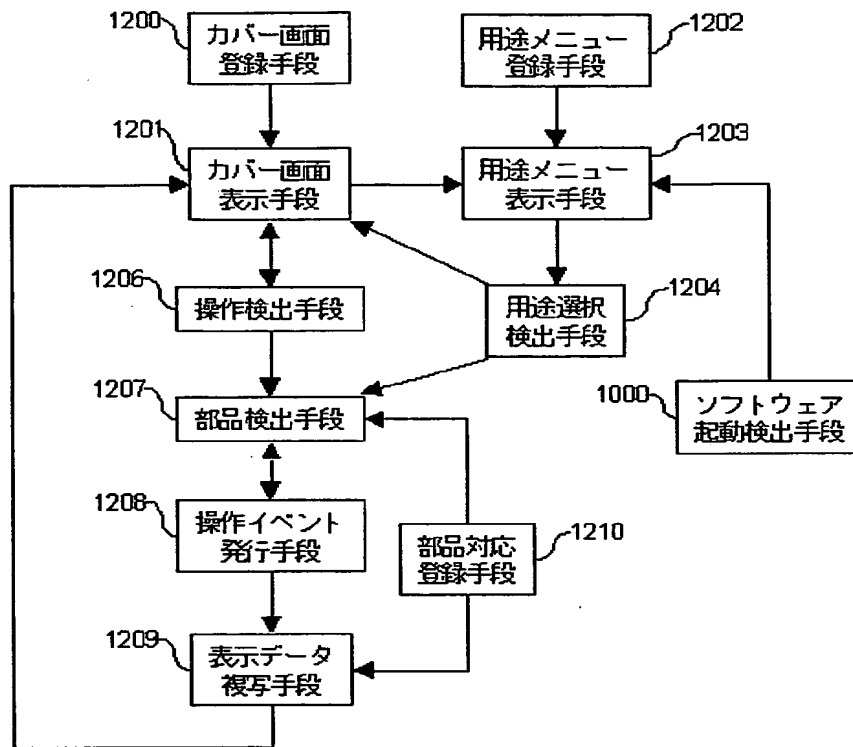 1200
カバー画面
登録手段
1202
用途メニュー
登録手段
1201
カバー画面
表示手段
1203
用途メニュー
表示手段
1206
操作検出手段
1204
用途選択
検出手段
1207
部品検出手段
1000
ソフトウェア
起動検出手段
1208
操作イベント
発行手段
1210
部品対応
登録手段
1209
表示データ
複写手段